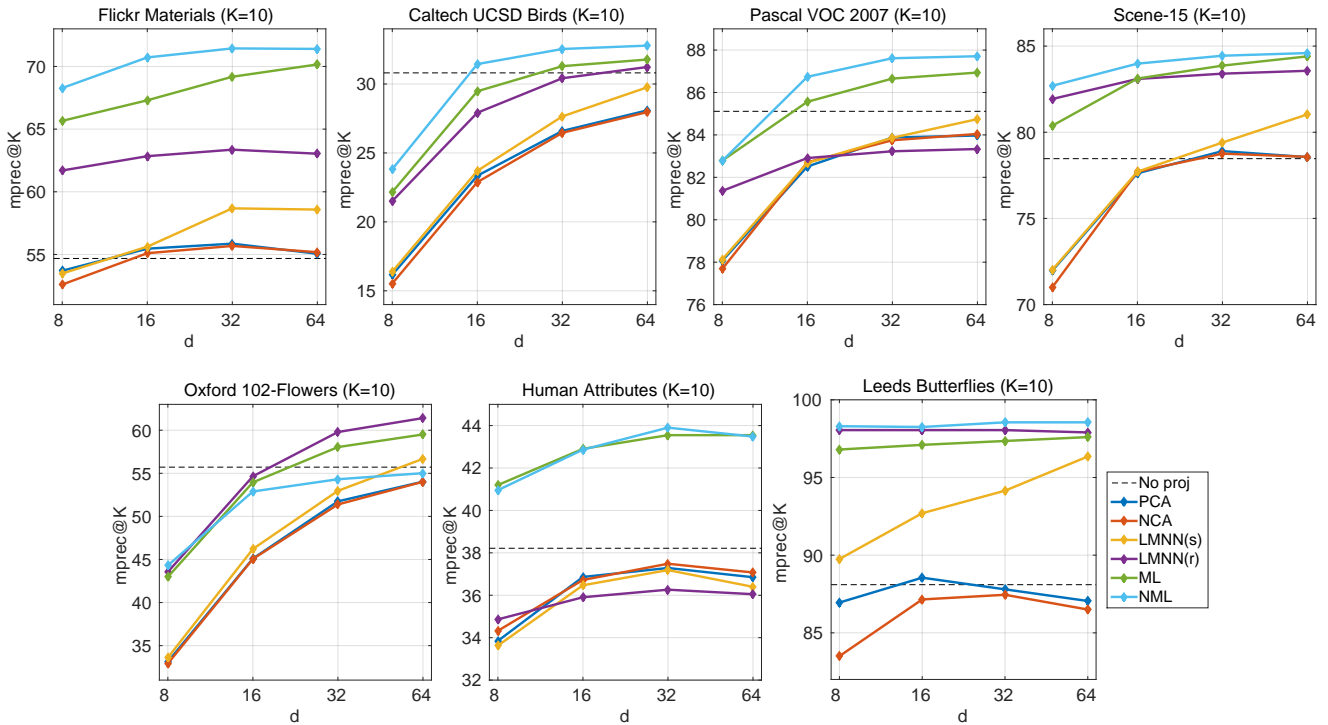 Flickr Materials (K=10)
mprec@K
70
65
60
55
8 16 32 64
d
Caltech UCSD Birds (K=10)
mprec@K
30
25
20
15
8 16 32 64
d
Pascal VOC 2007 (K=10)
mprec@K
88
86
84
82
80
78
76
8 16 32 64
d
Scene-15 (K=10)
mprec@K
85
80
75
70
8 16 32 64
d
Oxford 102-Flowers (K=10)
mprec@K
60
55
50
45
40
35
8 16 32 64
d
Human Attributes (K=10)
mprec@K
44
42
40
38
36
34
32
8 16 32 64
d
Leeds Butterflies (K=10)
mprec@K
100
95
90
85
8 16 32 64
d
No proj
PCA
NCA
LMNN(s)
LMNN(r)
ML
NML